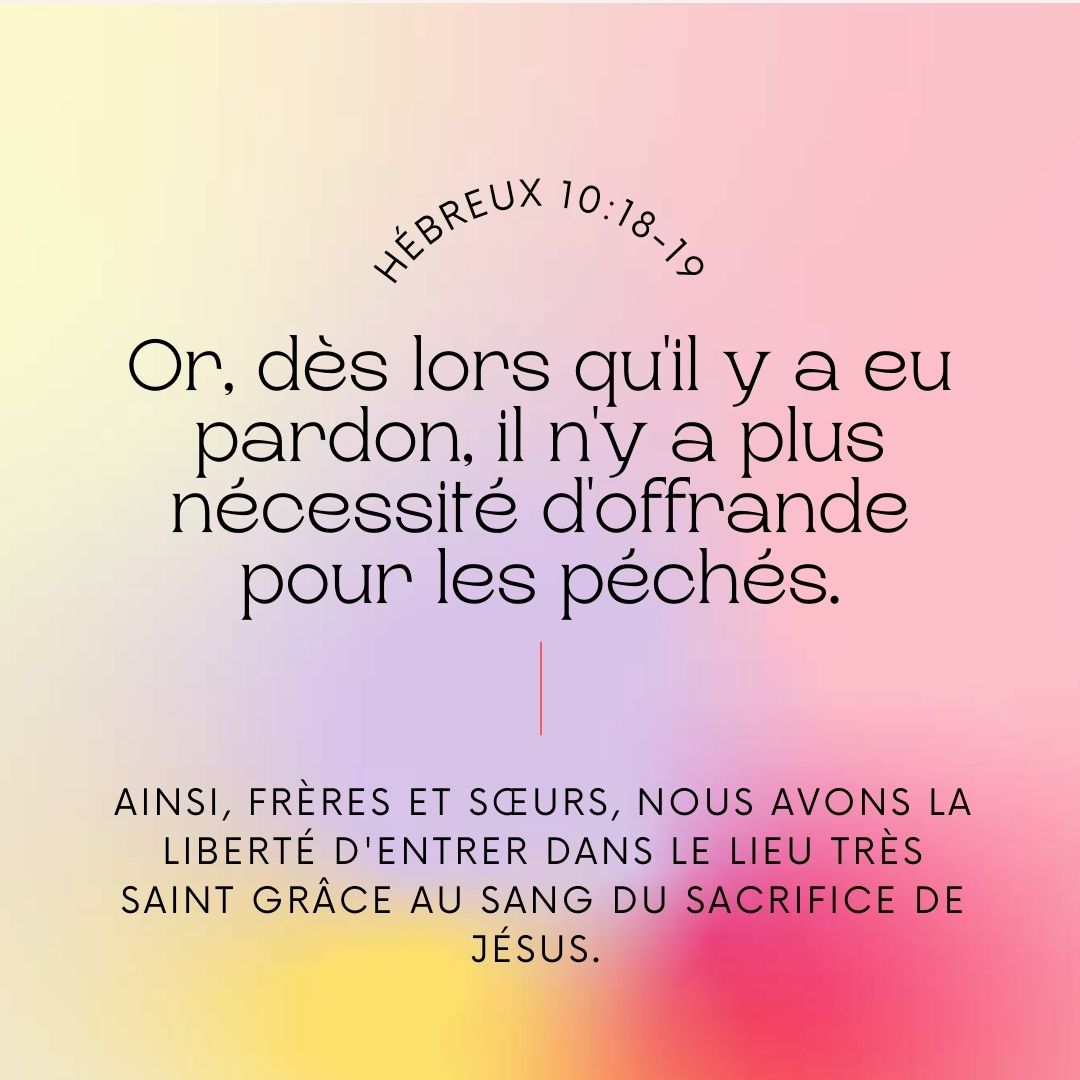 HÉBREUX 10:18-19
Or, dès lors qu'il y a eu
pardon, il n'y a plus
nécessité d'offrande
pour les péchés.
AINSI, FRÈRES ET SŒURS, NOUS AVONS LA
LIBERTÉ D'ENTRER DANS LE LIEU TRÈS
SAINT GRÂCE AU SANG DU SACRIFICE DE
JÉSUS.